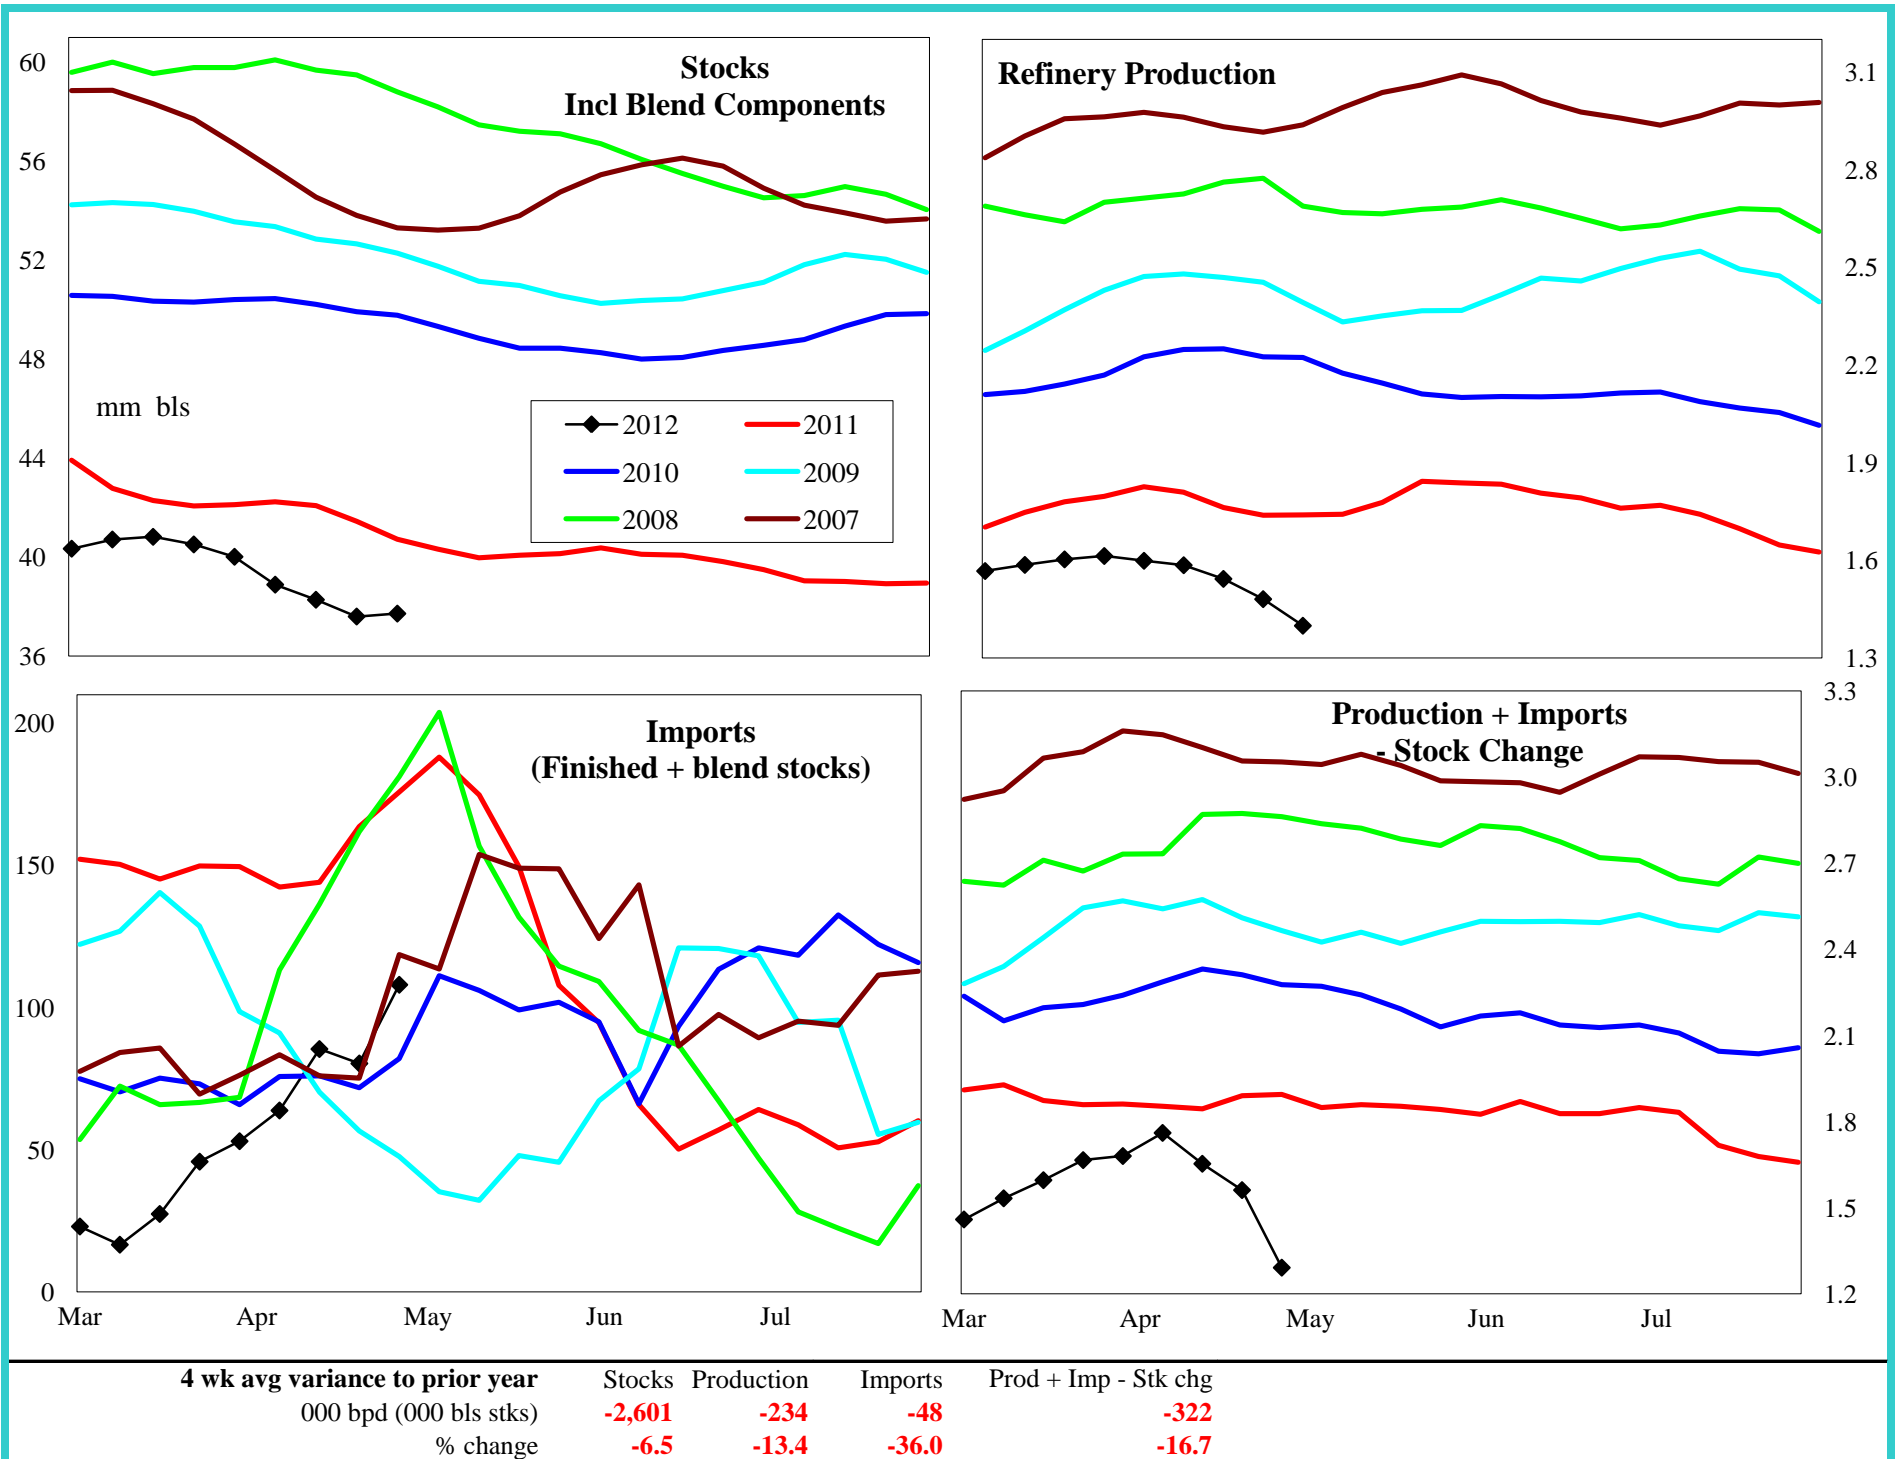 Stocks
Incl Blend Components
60
56
52
48
44
40
36
mm bls
2012 2011
2010 2009
2008 2007
Refinery Production
3.1
2.8
2.5
2.2
1.9
1.6
1.3
Imports
(Finished + blend stocks)
200
150
100
50
0
Mar Apr May Jun Jul
Production + Imports
- Stock Change
3.3
3.0
2.7
2.4
2.1
1.8
1.5
1.2
Mar Apr May Jun Jul
4 wk avg variance to prior year Stocks Production Imports Prod + Imp - Stk chg
000 bpd (000 bls stks) -2,601 -234 -48 -322
% change -6.5 -13.4 -36.0 -16.7